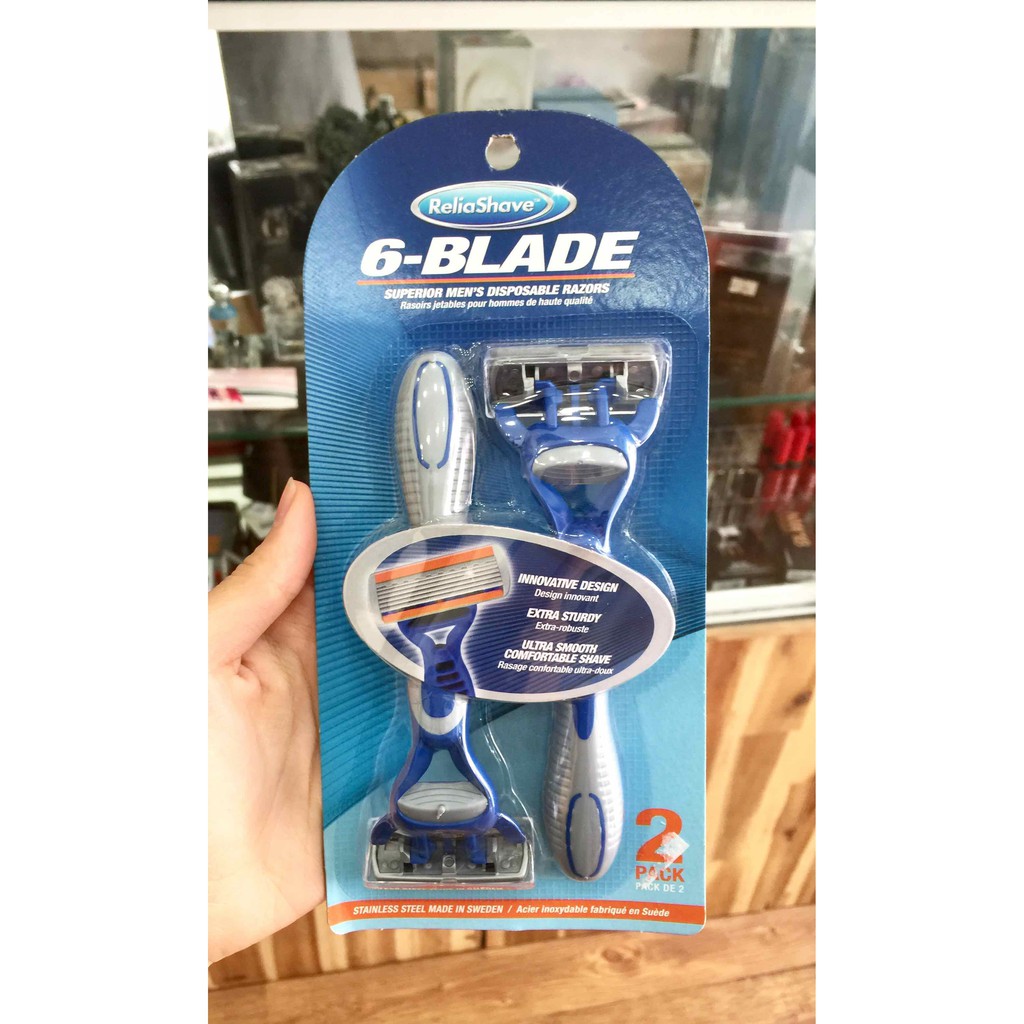 ReliaShave™
6-BLADE
SUPERIOR MEN'S DISPOSABLE RAZORS
Rasoirs jetables pour hommes de haute qualité
INNOVATIVE DESIGN
Design innovant
EXTRA STURDY
Extra-robuste
ULTRA SMOOTH
COMFORTABLE SHAVE
Rasage confortable ultra-doux
2
PACK
PACK DE 2
STAINLESS STEEL MADE IN SWEDEN / Acier inoxydable fabriqué en Suède